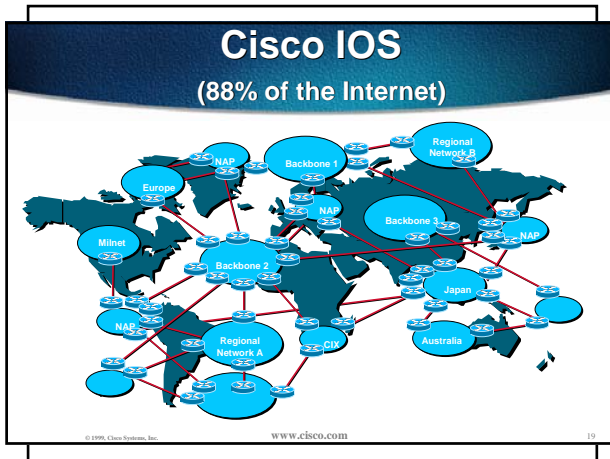 Cisco IOS
(88% of the Internet)
NAP
Backbone 1
Regional
Network B
Europe
NAP
Backbone 3
NAP
Milnet
Backbone 2
Japan
NAP
Regional
Network A
CIX
Australia
© 1999, Cisco Systems, Inc.
www.cisco.com
19